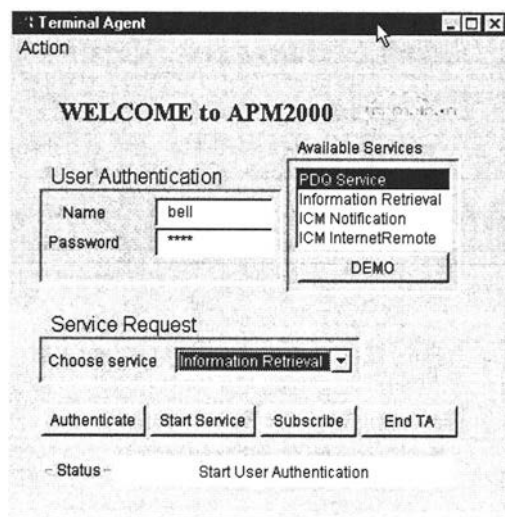 Terminal Agent
Action
WELCOME to APM2000
Available Services
User Authentication
PDQ Service
Information Retrieval
ICM Notification
ICM InternetRemote
Name bell
Password ****
DEMO
Service Request
Choose service Information Retrieval
Authenticate Start Service Subscribe End TA
Status Start User Authentication